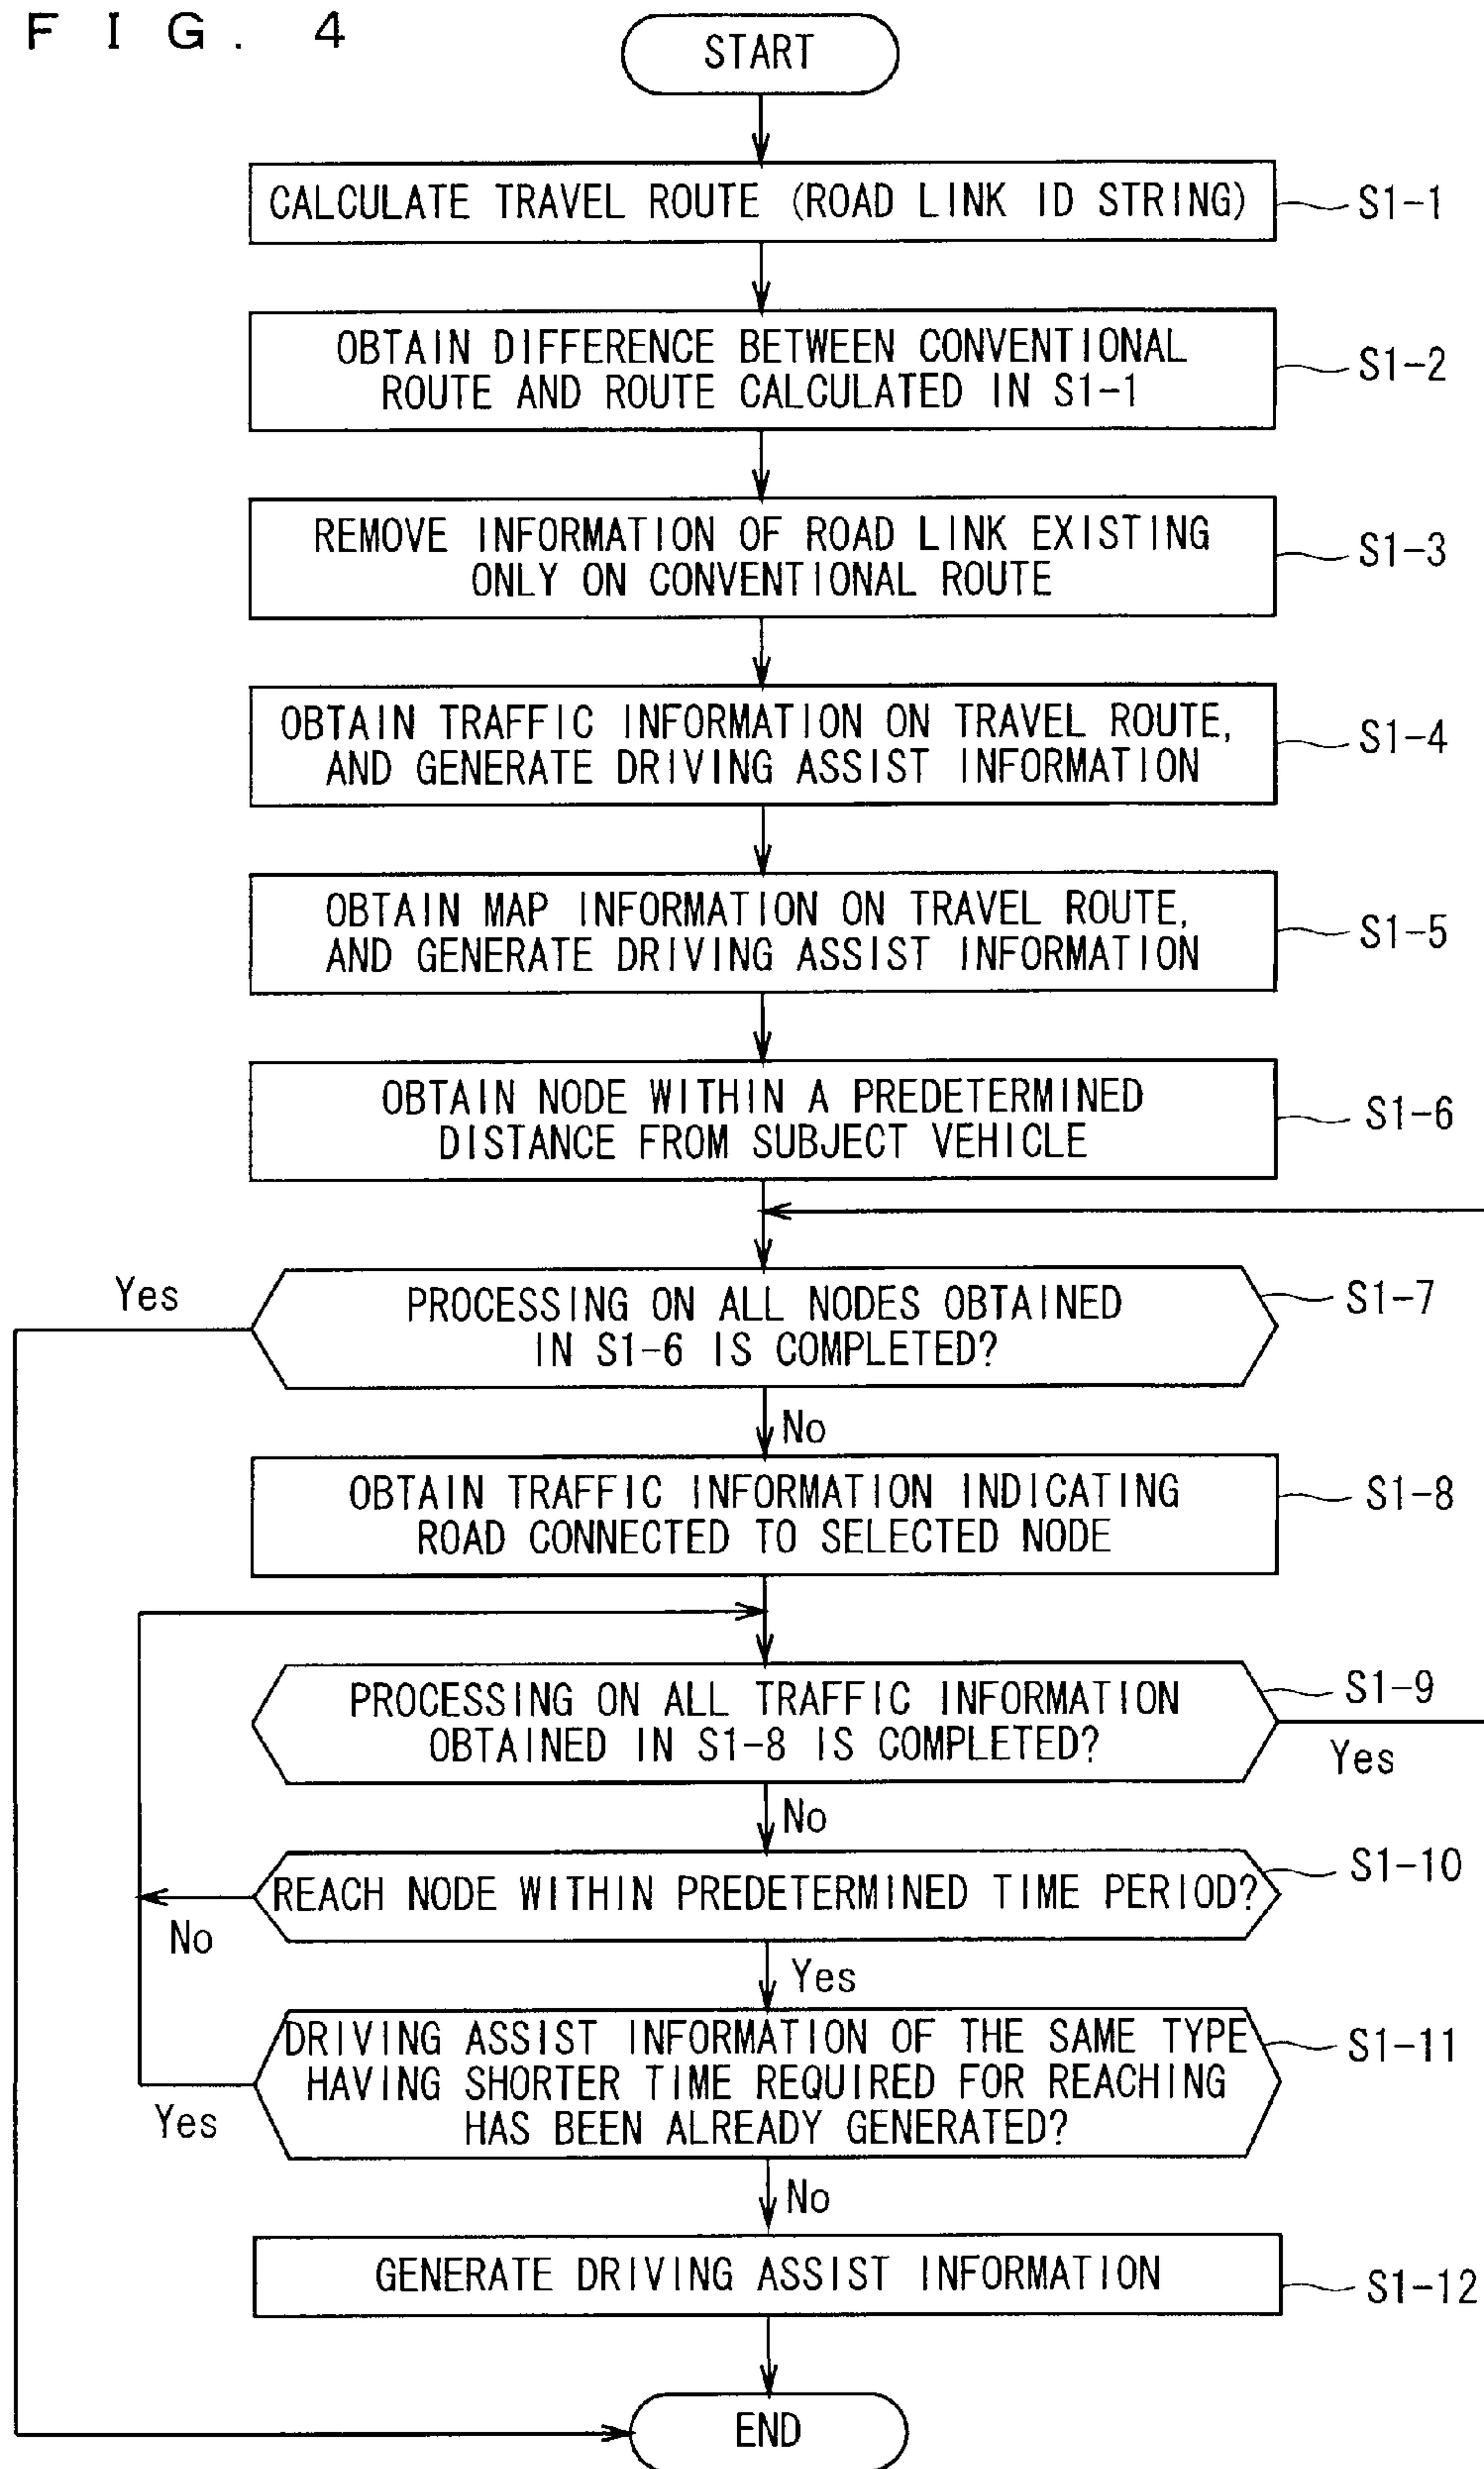 FIG. 4
START
CALCULATE TRAVEL ROUTE (ROAD LINK ID STRING)
S1-1
OBTAIN DIFFERENCE BETWEEN CONVENTIONAL
ROUTE AND ROUTE CALCULATED IN S1-1
S1-2
REMOVE INFORMATION OF ROAD LINK EXISTING
ONLY ON CONVENTIONAL ROUTE
S1-3
OBTAIN TRAFFIC INFORMATION ON TRAVEL ROUTE,
AND GENERATE DRIVING ASSIST INFORMATION
S1-4
OBTAIN MAP INFORMATION ON TRAVEL ROUTE,
AND GENERATE DRIVING ASSIST INFORMATION
S1-5
OBTAIN NODE WITHIN A PREDETERMINED
DISTANCE FROM SUBJECT VEHICLE
S1-6
Yes
PROCESSING ON ALL NODES OBTAINED
IN S1-6 IS COMPLETED?
S1-7
No
OBTAIN TRAFFIC INFORMATION INDICATING
ROAD CONNECTED TO SELECTED NODE
S1-8
PROCESSING ON ALL TRAFFIC INFORMATION
OBTAINED IN S1-8 IS COMPLETED?
S1-9
Yes
No
REACH NODE WITHIN PREDETERMINED TIME PERIOD?
S1-10
No
Yes
DRIVING ASSIST INFORMATION OF THE SAME TYPE
HAVING SHORTER TIME REQUIRED FOR REACHING
HAS BEEN ALREADY GENERATED?
S1-11
Yes
No
GENERATE DRIVING ASSIST INFORMATION
S1-12
END